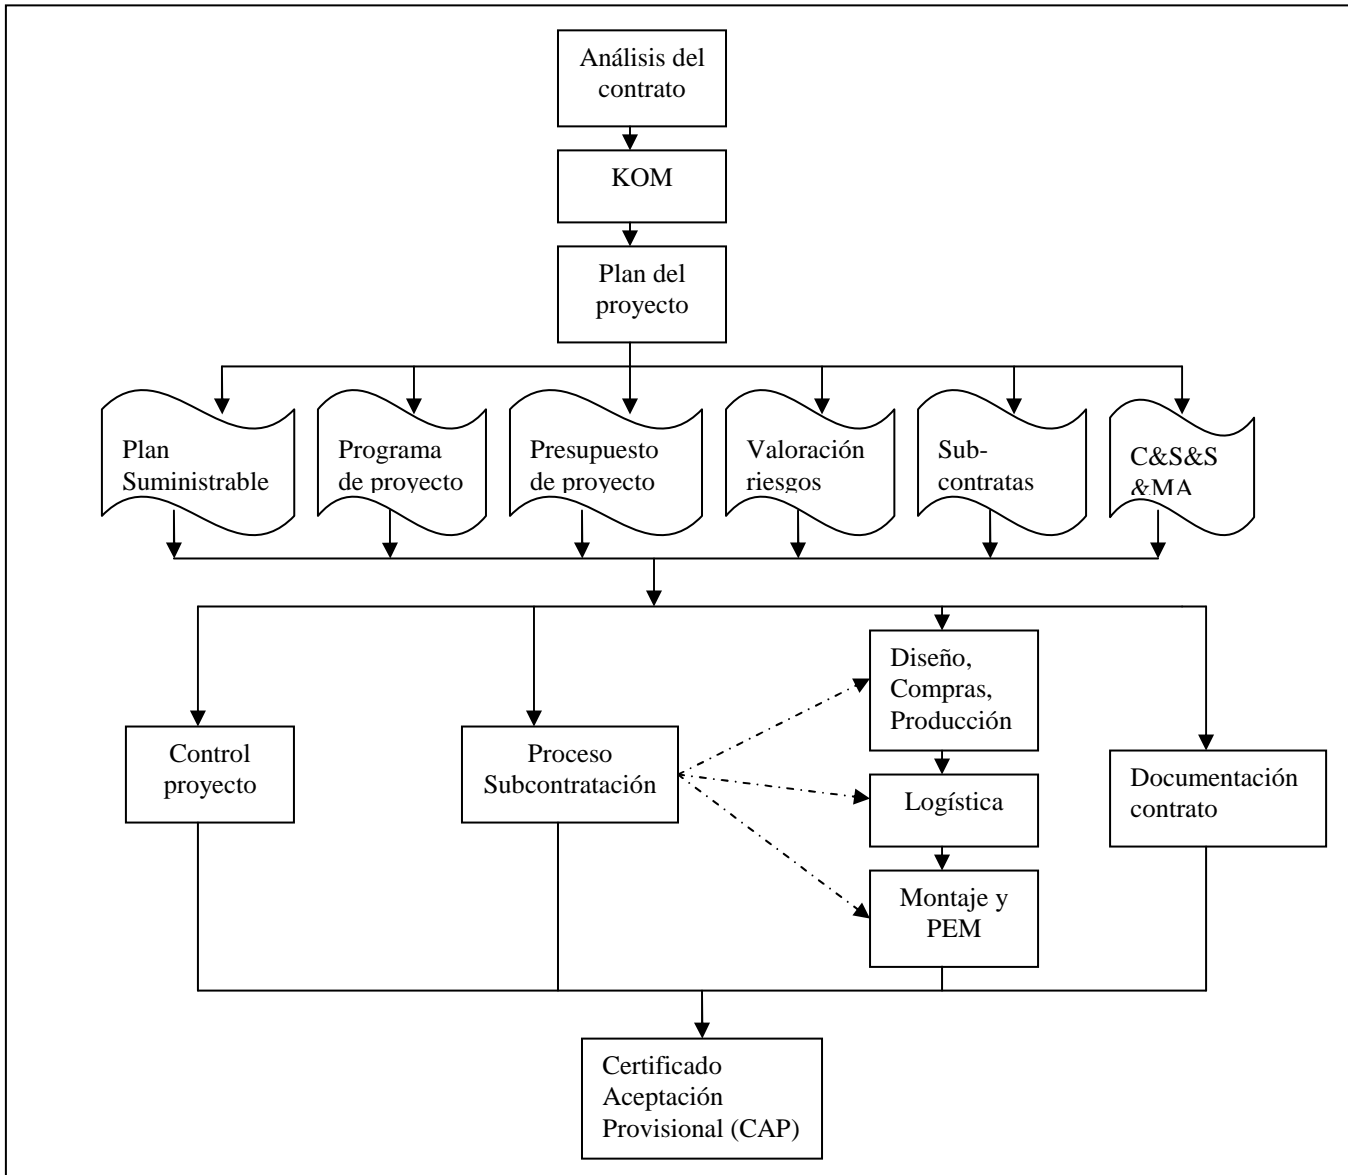 Análisis del
contrato
KOM
Plan del
proyecto
Plan
Suministrable
Programa
de proyecto
Presupuesto
de proyecto
Valoración
riesgos
Sub-
contratas
C&S&S
&MA
Diseño,
Compras,
Producción
Control
proyecto
Proceso
Subcontratación
Logística
Documentación
contrato
Montaje y
PEM
Certificado
Aceptación
Provisional (CAP)